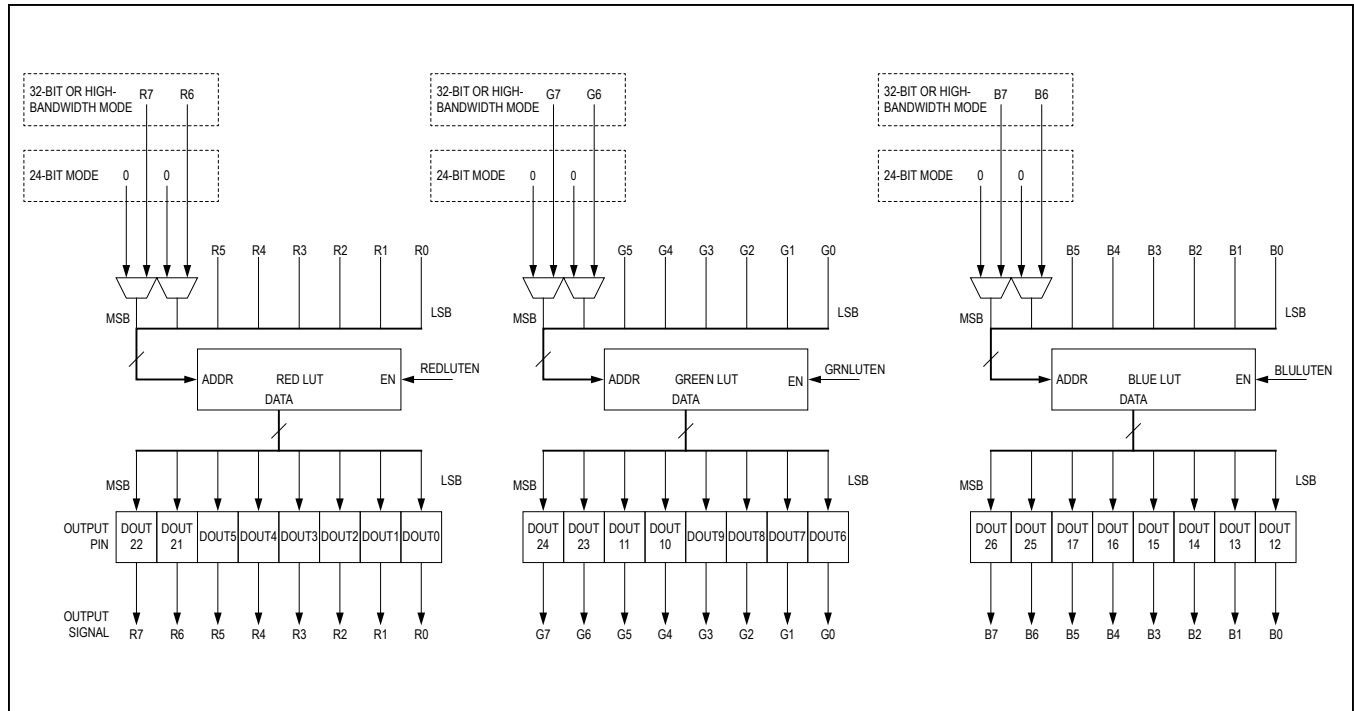 32-BIT OR HIGH-
BANDWIDTH MODE R7 R6
24-BIT MODE 0 0
R5 R4 R3 R2 R1 R0
MSB
LSB
ADDR RED LUT EN REDLUTEN
DATA
MSB
LSB
OUTPUT
PIN
DOUT
22
DOUT
21
DOUT5 DOUT4 DOUT3 DOUT2 DOUT1 DOUT0
OUTPUT
SIGNAL
R7 R6 R5 R4 R3 R2 R1 R0
32-BIT OR HIGH-
BANDWIDTH MODE G7 G6
24-BIT MODE 0 0
G5 G4 G3 G2 G1 G0
MSB
LSB
ADDR GREEN LUT EN GRNLUTEN
DATA
MSB
LSB
DOUT
24
DOUT
23
DOUT
11
DOUT
10
DOUT9 DOUT8 DOUT7 DOUT6
G7 G6 G5 G4 G3 G2 G1 G0
32-BIT OR HIGH-
BANDWIDTH MODE B7 B6
24-BIT MODE 0 0
B5 B4 B3 B2 B1 B0
MSB
LSB
ADDR BLUE LUT EN BLULUTEN
DATA
MSB
LSB
DOUT
26
DOUT
25
DOUT
17
DOUT
16
DOUT
15
DOUT
14
DOUT
13
DOUT
12
B7 B6 B5 B4 B3 B2 B1 B0